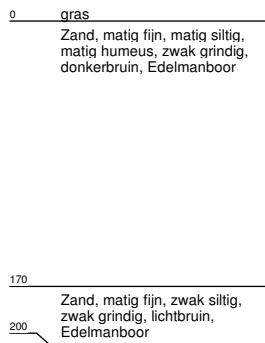 0 gras
Zand, matig fijn, matig siltig,
matig humeus, zwak grindig,
donkerbruin, Edelmanboor
170
Zand, matig fijn, zwak siltig,
zwak grindig, lichtbruin,
200 Edelmanboor